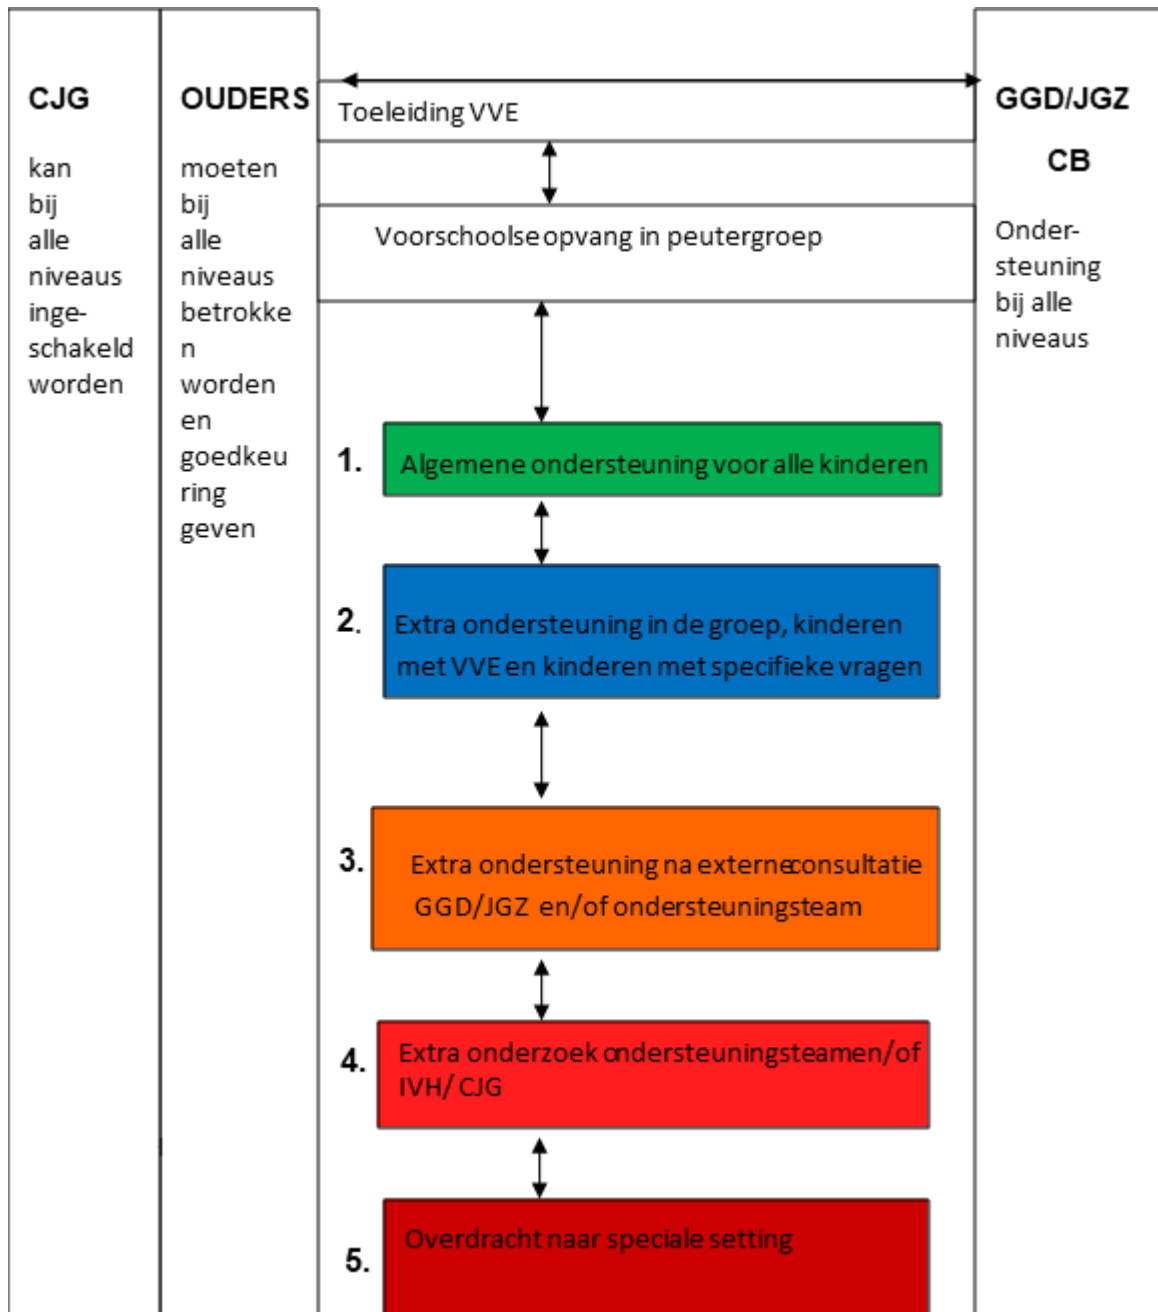 CJG
kan
bij
alle
niveaus
inge-
schakeld
worden
OUDERS
moeten
bij
alle
niveaus
betrokke
n
worden
en
goedkeu
ring
geven
Toeleiding VVE
Voorschoolse opvang in peutergroep
1. Algemene ondersteuning voor alle kinderen
2. Extra ondersteuning in de groep, kinderen
met VVE en kinderen met specifieke vragen
3. Extra ondersteuning na externe consultatie
GGD/JGZ en/of ondersteuningsteam
4. Extra onderzoek ondersteuningsteam en/of
IVH/ CJG
5. Overdracht naar speciale setting
GGD/JGZ
CB
Onder-
steuning
bij alle
niveaus